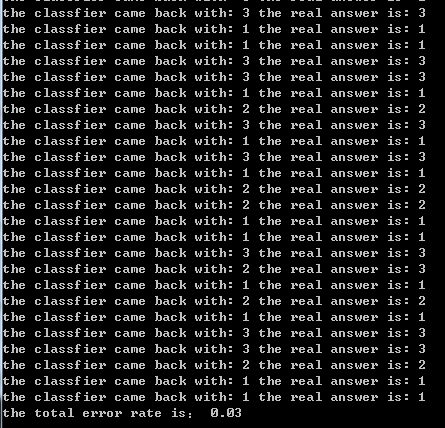 the classfier came back with: 3 the real answer is: 3
the classfier came back with: 1 the real answer is: 1
the classfier came back with: 1 the real answer is: 1
the classfier came back with: 3 the real answer is: 3
the classfier came back with: 3 the real answer is: 3
the classfier came back with: 1 the real answer is: 1
the classfier came back with: 2 the real answer is: 2
the classfier came back with: 3 the real answer is: 3
the classfier came back with: 1 the real answer is: 1
the classfier came back with: 3 the real answer is: 3
the classfier came back with: 1 the real answer is: 1
the classfier came back with: 2 the real answer is: 2
the classfier came back with: 2 the real answer is: 2
the classfier came back with: 1 the real answer is: 1
the classfier came back with: 1 the real answer is: 1
the classfier came back with: 3 the real answer is: 3
the classfier came back with: 2 the real answer is: 3
the classfier came back with: 1 the real answer is: 1
the classfier came back with: 2 the real answer is: 2
the classfier came back with: 1 the real answer is: 1
the classfier came back with: 3 the real answer is: 3
the classfier came back with: 3 the real answer is: 3
the classfier came back with: 2 the real answer is: 2
the classfier came back with: 1 the real answer is: 1
the classfier came back with: 1 the real answer is: 1
the total error rate is: 0.03